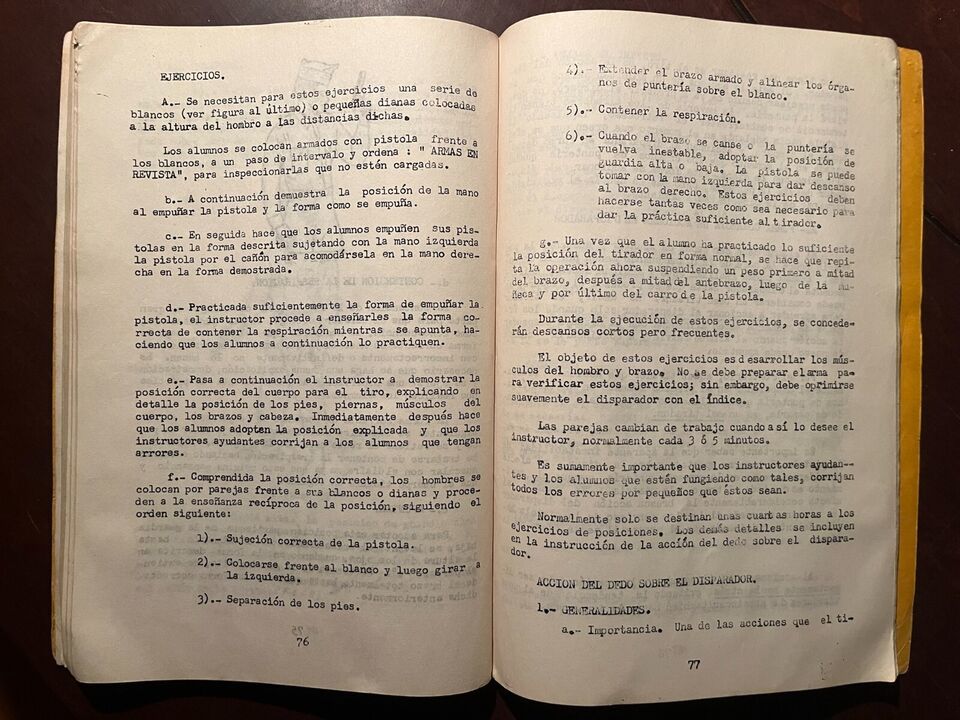 EJERCICIOS.
A.- Se necesitan para estos ejercicios una serie de
blancos (ver figura al último) o pequeñas dianas colocadas
a la altura del hombro a las distancias dichas.
Los alumnos se colocan armados con pistola frente a
los blancos, a un paso de intervalo y ordena : " ARMAS EN
REVISTA", para inspeccionarlas que no estén cargadas.
b.- A continuación demuestra la posición de la mano
al empuñar la pistola y la forma como se empuña.
c.- En seguida hace que los alumnos empuñen sus pis-
tolas en la forma descrita sujetando con la mano izquierda
la pistola por el cañón para acomodársela en la mano dere-
cha en la forma demostrada.
d.- Practicada suficientemente la forma de empuñar la
pistola, el instructor procede a enseñarles la forma co-
rrecta de contener la respiración mientras se apunta, ha-
ciendo que los alumnos a continuación lo practiquen.
e.- Pasa a continuación el instructor a demostrar la
posición correcta del cuerpo para el tiro, explicando en
detalle la posición de los pies, piernas, músculos del
cuerpo, los brazos y cabeza. Inmediatamente después hace
que los alumnos adopten la posición explicada y que los
instructores ayudantes corrijan a los alumnos que tengan
errores.
f.- Comprendida la posición correcta, los hombres se
colocan por parejas frente a sus blancos o dianas y proce-
den a la enseñanza recíproca de la posición, siguiendo el
orden siguiente:
1).- Sujeción correcta de la pistola.
2).- Colocarse frente al blanco y luego girar a
la izquierda.
3).- Separación de los pies.
76
4).- Extender el brazo armado y alinear los órga-
nos de puntería sobre el blanco.
5).- Contener la respiración.
6).- Cuando el brazo se canse o la puntería se
vuelva inestable, adoptar la posición de
guardia alta o baja. La pistola se puede
tomar con la mano izquierda para dar descanso
al brazo derecho. Estos ejercicios deben
hacerse tantas veces como sea necesario para
dar la práctica suficiente al tirador.
g.- Una vez que el alumno ha practicado lo suficiente
la posición del tirador en forma normal, se hace que repi-
ta la operación ahora suspendiendo un peso primero a mitad
del brazo, después a mitad del antebrazo, luego de la mu-
ñeca y por último del carro de la pistola.
Durante la ejecución de estos ejercicios, se concede-
rán descansos cortos pero frecuentes.
El objeto de estos ejercicios es desarrollar los mús-
culos del hombro y brazo. No se debe preparar el arma pa-
ra verificar estos ejercicios; sin embargo, debe oprimirse
suavemente el disparador con el índice.
Las parejas cambian de trabajo cuando así lo desee el
instructor, normalmente cada 3 ó 5 minutos.
Es sumamente importante que los instructores ayudan--
tes y los alumnos que están fungiendo como tales, corrijan
todos los errores por pequeños que éstos sean.
Normalmente solo se destinan unas cuantas horas a los
ejercicios de posiciones. Los demás detalles se incluyen
en la instrucción de la acción del dedo sobre el dispara-
dor.
ACCION DEL DEDO SOBRE EL DISPARADOR.
1.- GENERALIDADES.
a.- Importancia. Una de las acciones que el ti-
77